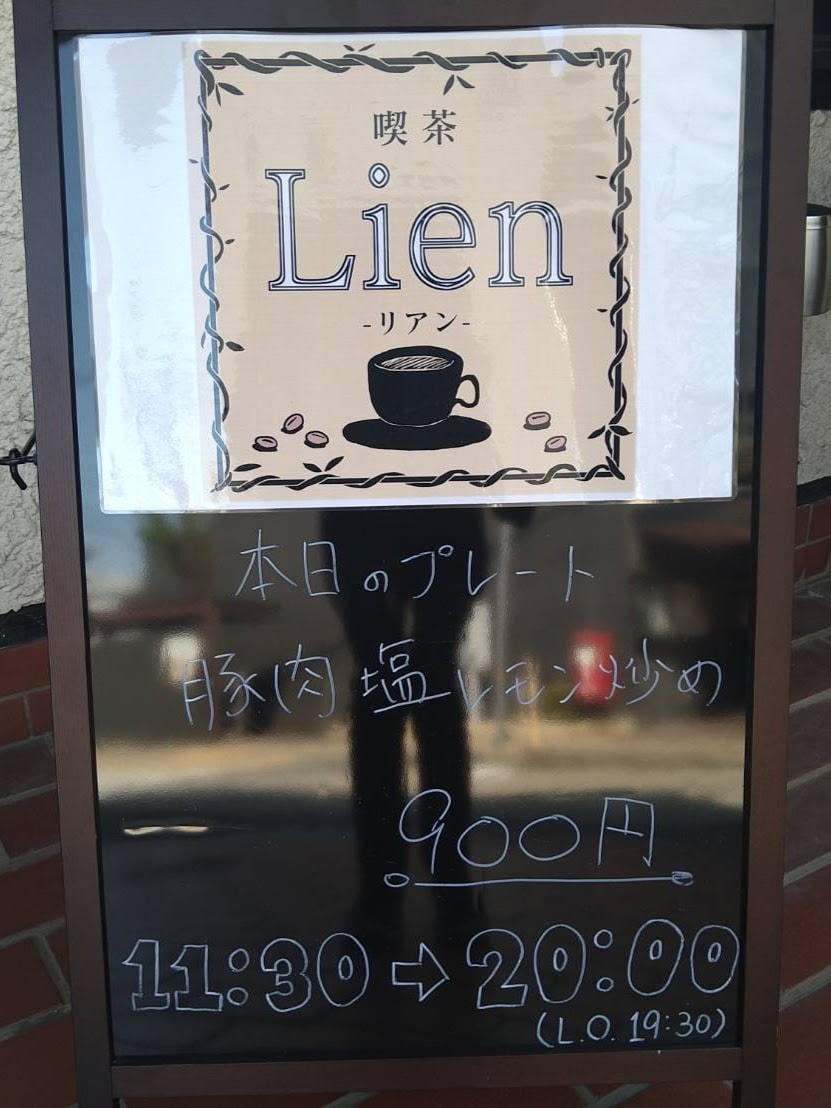 喫茶
Lien
-リアン-
本日のプレート
豚肉塩レモン炒め
900円
11:30⇨20:00
(L.O.19:30)